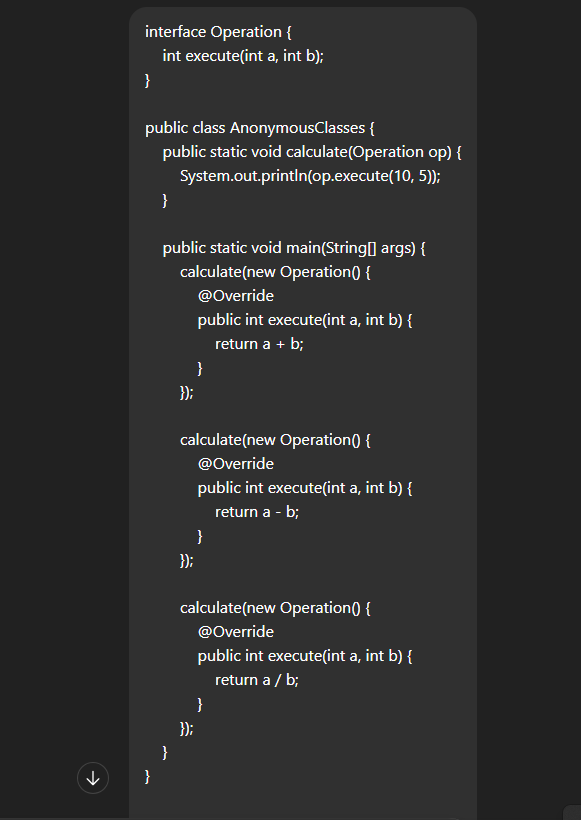 interface Operation {
int execute(int a, int b);
}
public class AnonymousClasses {
public static void calculate(Operation op) {
System.out.println(op.execute(10, 5));
}
public static void main(String[] args) {
calculate(new Operation() {
@Override
public int execute(int a, int b) {
return a + b;
}
});
calculate(new Operation() {
@Override
public int execute(int a, int b) {
return a - b;
}
});
calculate(new Operation() {
@Override
public int execute(int a, int b) {
return a / b;
}
});
}
}